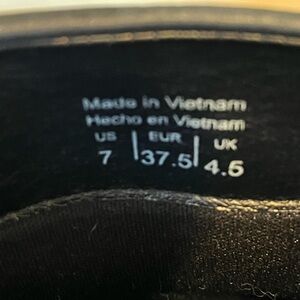 Made in Vietnam
Hecho en Vietnam
US | EUR | UK
7 | 37.5 | 4.5